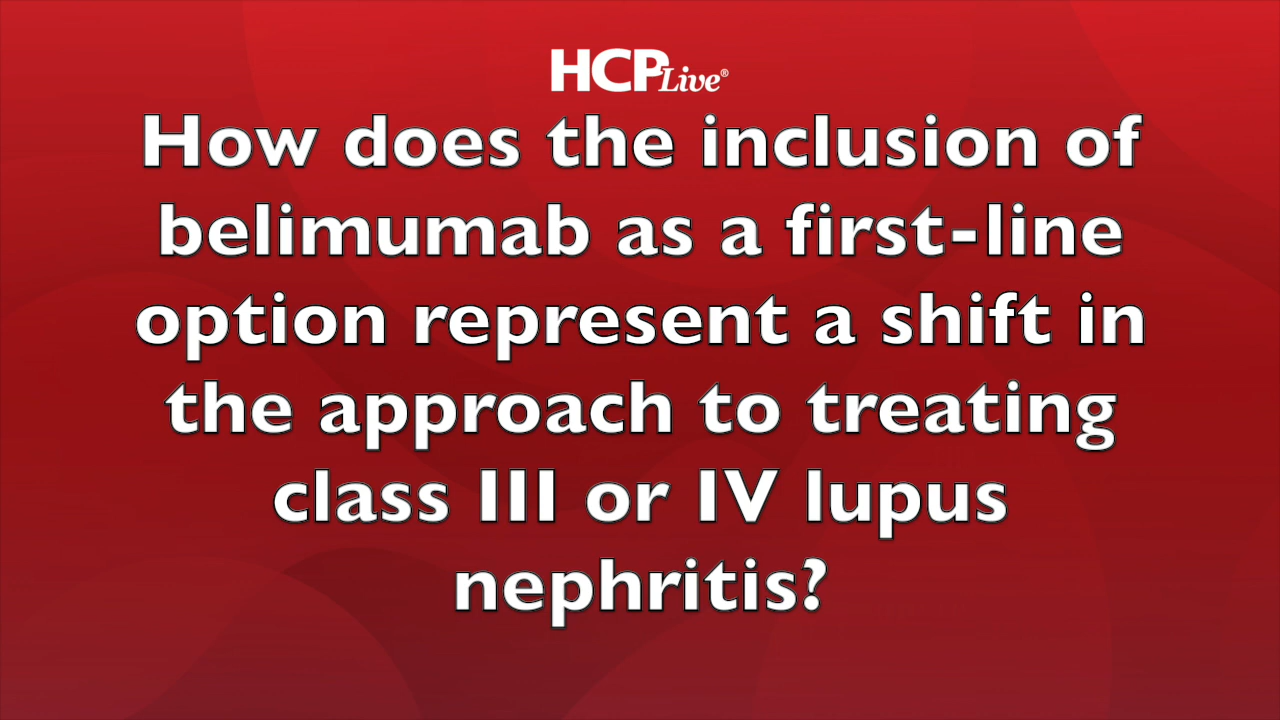 HCPLive®
How does the inclusion of
belimumab as a first-line
option represent a shift in
the approach to treating
class III or IV lupus
nephritis?